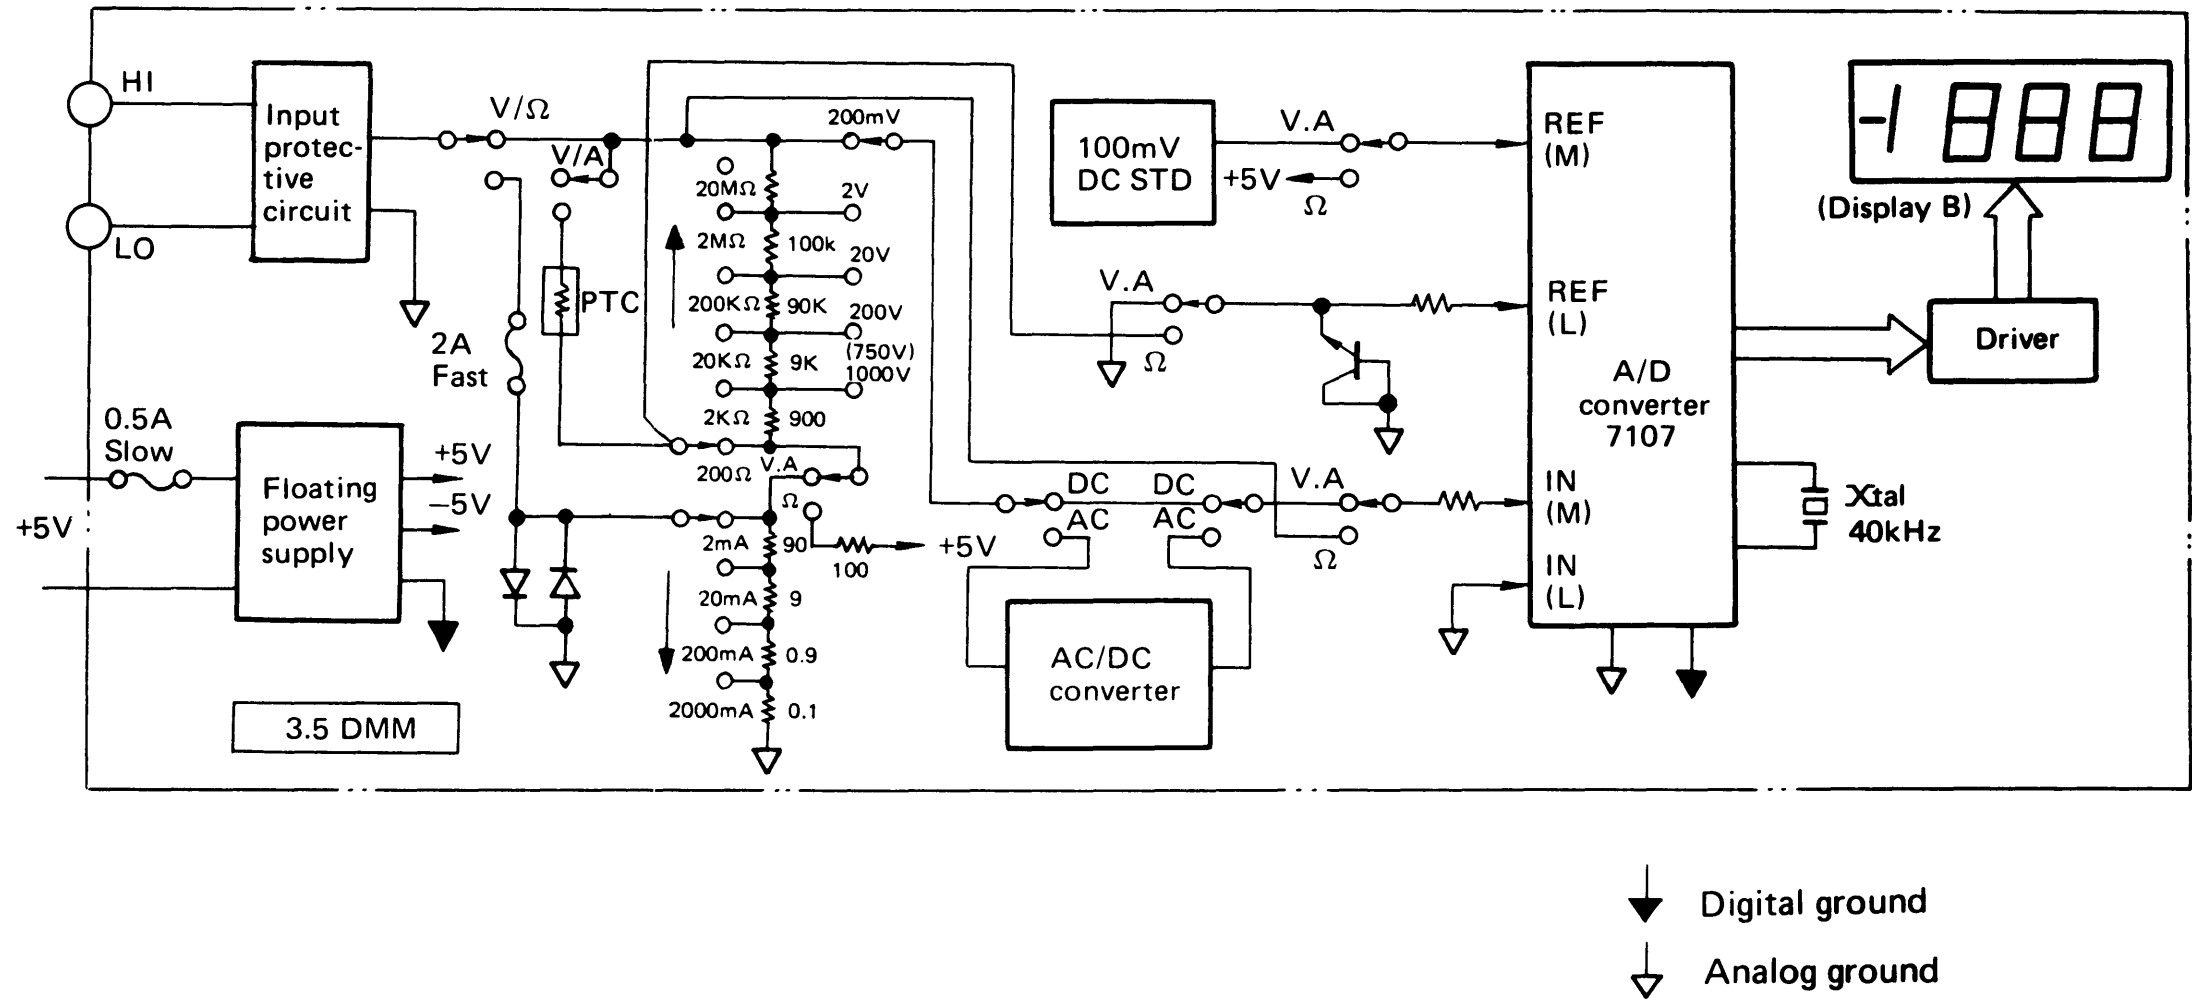 HI
Input
protec-
tive
circuit
LO
V/Ω
V/A
200mV
20MΩ
2V
2MΩ
100k
20V
200KΩ
90K
200V
(750V)
1000V
20KΩ
9K
2KΩ
900
200Ω
V.A
Ω
PTC
2A
Fast
0.5A
Slow
+5V
Floating
power
supply
+5V
−5V
2mA
90
100
+5V
20mA
9
200mA
0.9
2000mA
0.1
3.5 DMM
100mV
DC STD
V.A
+5V
Ω
V.A
Ω
DC
DC
V.A
AC
AC
Ω
AC/DC
converter
REF
(M)
REF
(L)
A/D
converter
7107
IN
(M)
IN
(L)
-1 888
(Display B)
Driver
Xtal
40kHz
Digital ground
Analog ground